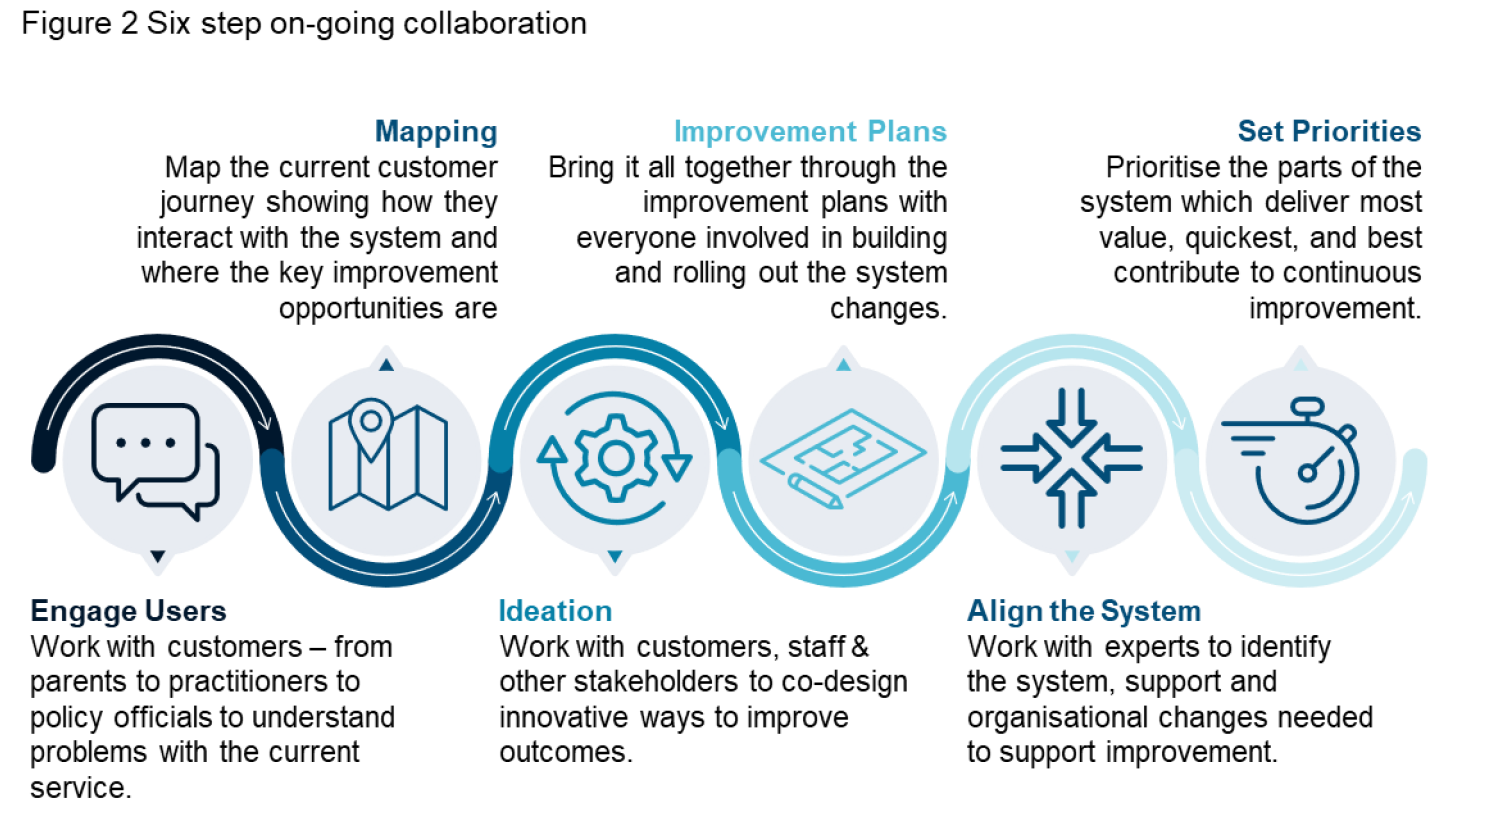 Figure 2 Six step on-going collaboration
Mapping
Map the current customer
journey showing how they
interact with the system and
where the key improvement
opportunities are
Improvement Plans
Bring it all together through the
improvement plans with
everyone involved in building
and rolling out the system
changes.
Set Priorities
Prioritise the parts of the
system which deliver most
value, quickest, and best
contribute to continuous
improvement.
Engage Users
Work with customers – from
parents to practitioners to
policy officials to understand
problems with the current
service.
Ideation
Work with customers, staff &
other stakeholders to co-design
innovative ways to improve
outcomes.
Align the System
Work with experts to identify
the system, support and
organisational changes needed
to support improvement.